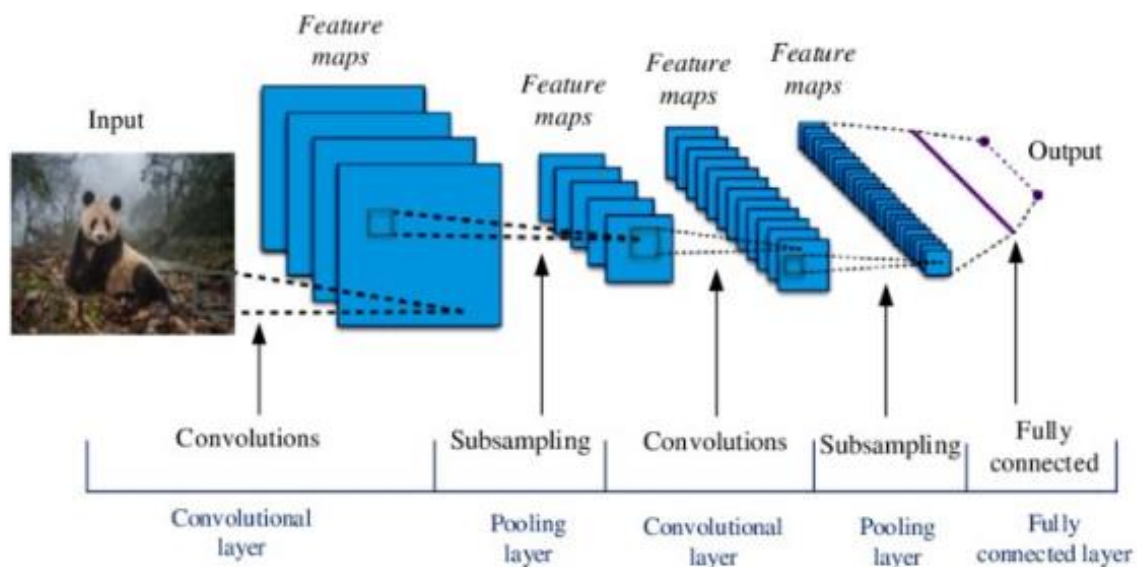 Feature
maps
Feature
maps
Feature
maps
Feature
maps
Input
Output
Convolutions
Subsampling
Convolutions
Subsampling
Fully
connected
Convolutional
layer
Pooling
layer
Convolutional
layer
Pooling
layer
Fully
connected layer